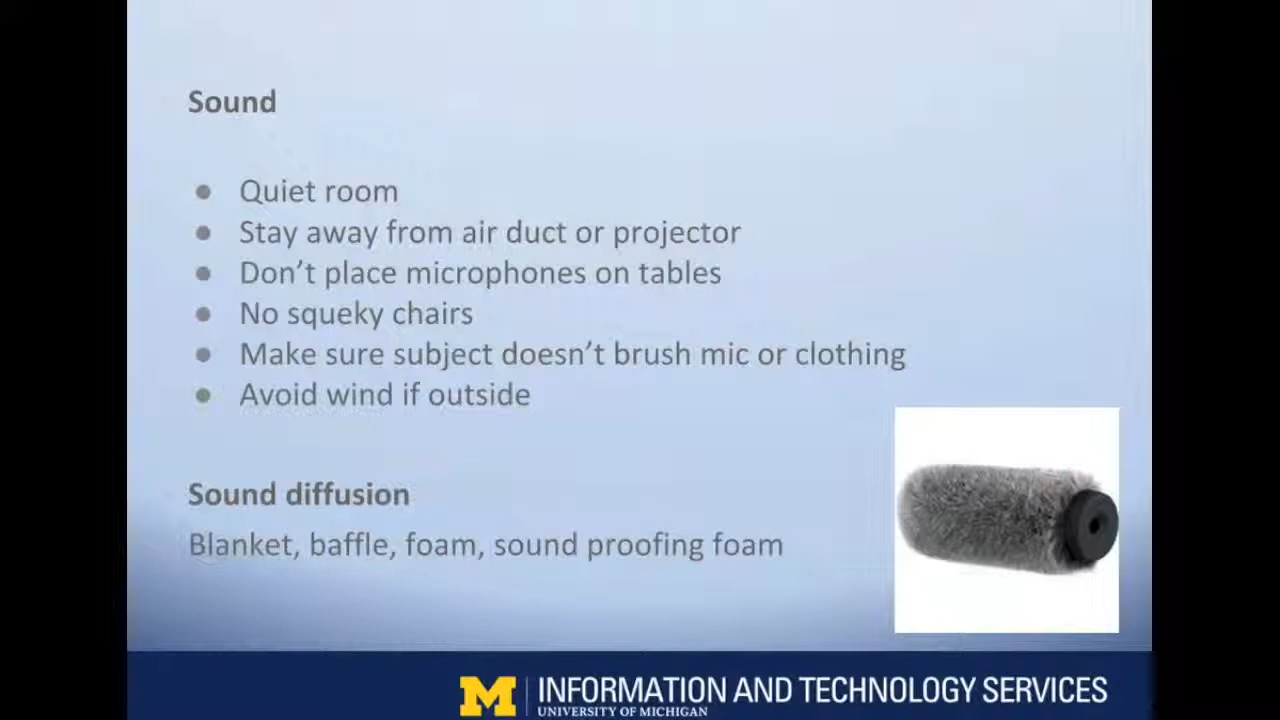 Sound
● Quiet room
● Stay away from air duct or projector
● Don’t place microphones on tables
● No squeky chairs
● Make sure subject doesn’t brush mic or clothing
● Avoid wind if outside
Sound diffusion
Blanket, baffle, foam, sound proofing foam
M INFORMATION AND TECHNOLOGY SERVICES
UNIVERSITY OF MICHIGAN